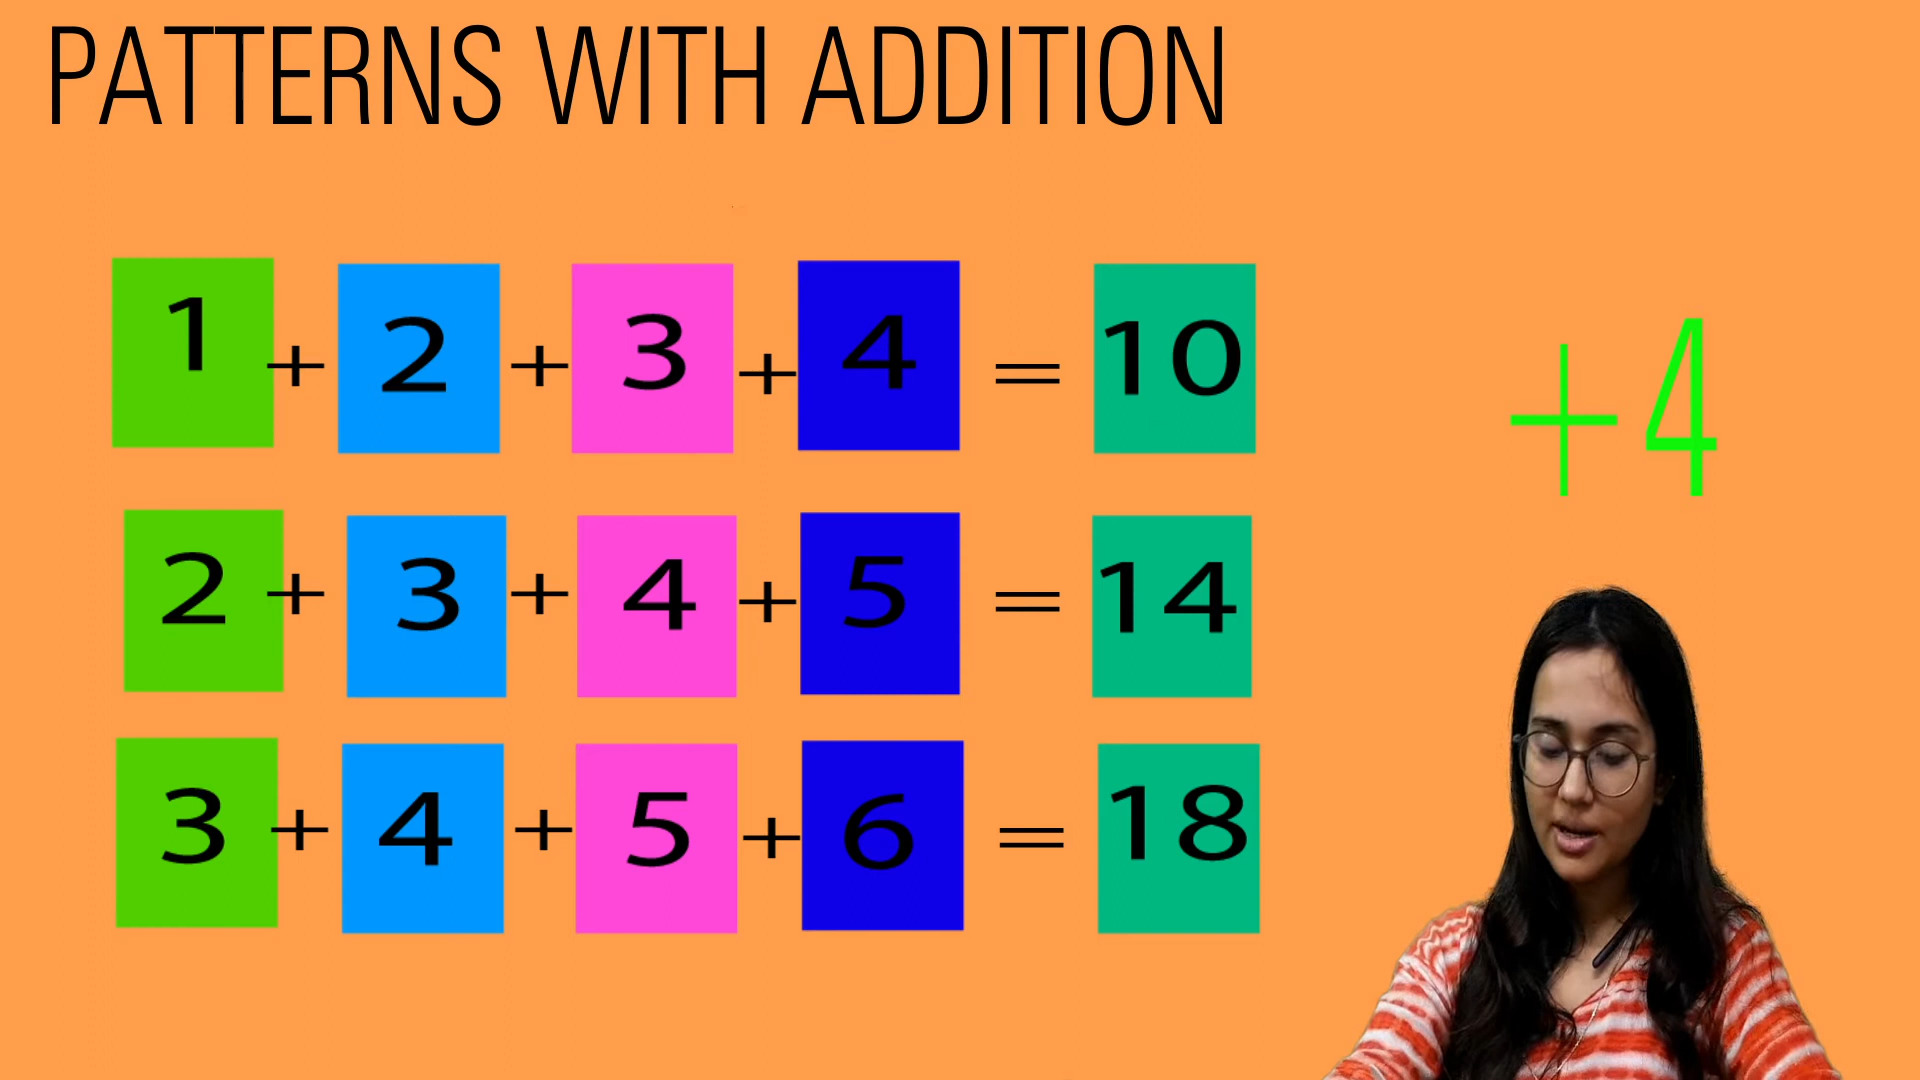 PATTERNS WITH ADDITION
1 + 2 + 3 + 4 = 10
+4
2 + 3 + 4 + 5 = 14
3 + 4 + 5 + 6 = 18